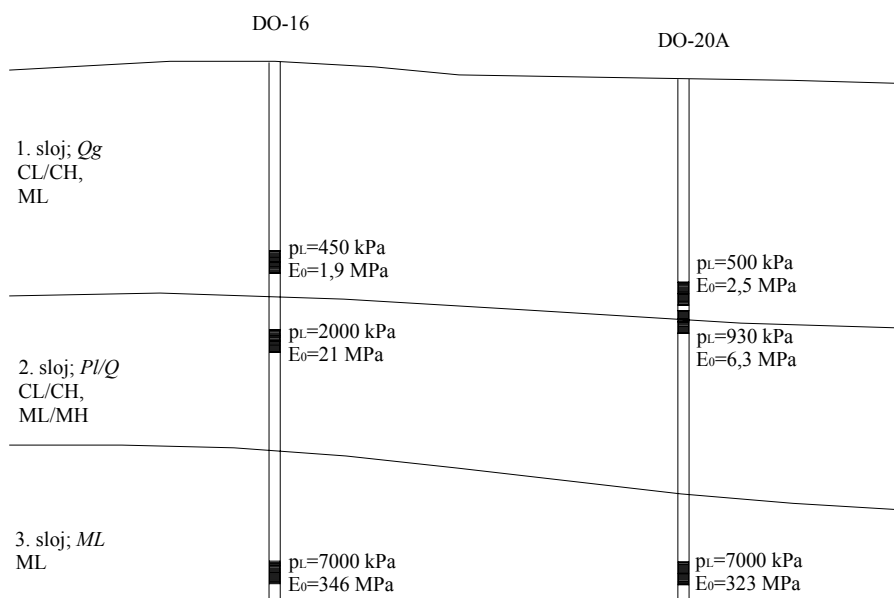 DO-16
DO-20A
1. sloj; Qg
CL/CH,
ML
pL=450 kPa
E0=1,9 MPa
pL=500 kPa
E0=2,5 MPa
pL=2000 kPa
E0=21 MPa
pL=930 kPa
E0=6,3 MPa
2. sloj; Pl/Q
CL/CH,
ML/MH
3. sloj; ML
ML
pL=7000 kPa
E0=346 MPa
pL=7000 kPa
E0=323 MPa